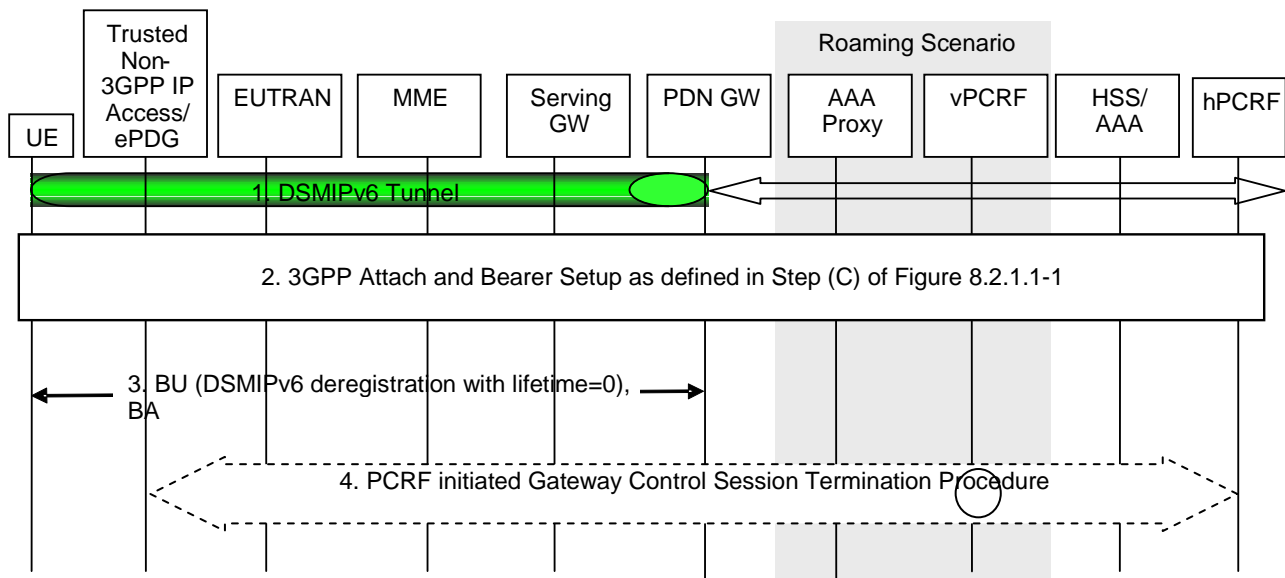 Trusted
Non-
3GPP IP
Access/
ePDG
Roaming Scenario
UE
EUTRAN
MME
Serving
GW
PDN GW
AAA
Proxy
vPCRF
HSS/
AAA
hPCRF
1. DSMIPv6 Tunnel
2. 3GPP Attach and Bearer Setup as defined in Step (C) of Figure 8.2.1.1-1
3. BU (DSMIPv6 deregistration with lifetime=0),
BA
4. PCRF initiated Gateway Control Session Termination Procedure